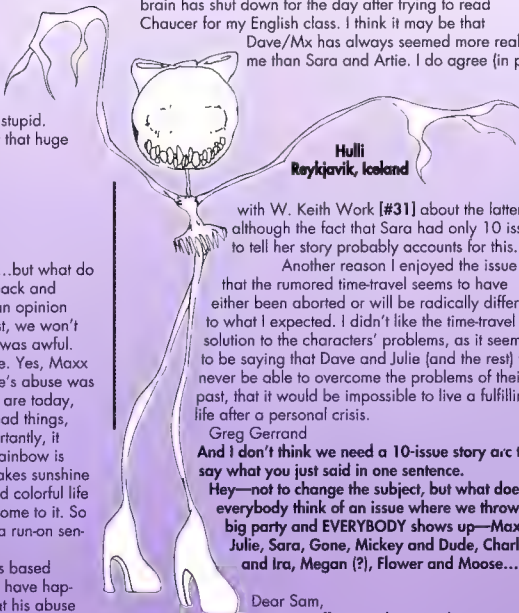 brain has shut down for the day after trying to read
Chaucer for my English class. I think it may be that
Dave/Mx has always seemed more real
me than Sara and Artie. I do agree (in p
with W. Keith Work [#31] about the latter
although the fact that Sara had only 10 iss
to tell her story probably accounts for this.
Another reason I enjoyed the issue
that the rumored time-travel seems to have
either been aborted or will be radically differ
to what I expected. I didn't like the time-travel
solution to the characters' problems, as it seem
to be saying that Dave and Julie (and the rest)
never be able to overcome the problems of thei
past, that it would be impossible to live a fulfillin
life after a personal crisis.
Greg Gerrand
And I don't think we need a 10-issue story arc t
say what you just said in one sentence.
Hey—not to change the subject, but what doe
everybody think of an issue where we throw
big party and EVERYBODY shows up—Max
Julie, Sara, Gone, Mickey and Dude, Charl
and Ira, Megan (?), Flower and Moose...
Dear Sam,
Hulli
Reykjavik, Iceland
stupid.
that huge
...but what do
ack and
n opinion
st, we won't
was awful.
e. Yes, Maxx
e's abuse was
are today,
ad things,
rtantly, it
ainbow is
akes sunshine
d colorful life
ome to it. So
a run-on sen-
s based
have hap-
at his abuse